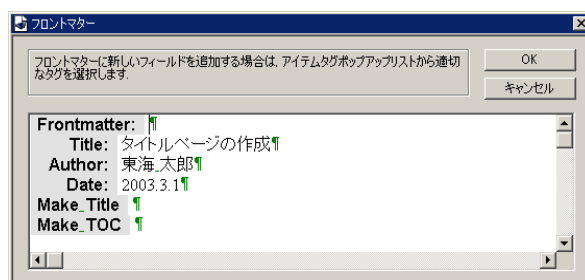 フロントマター
フロントマターに新しいフィールドを追加する場合は、アイテムタグポップアップリストから適切
なタグを選択します.
OK
キャンセル
Frontmatter: ¶
Title: タイトルページの作成¶
Author: 東海_太郎¶
Date: 2003.3.1¶
Make_Title ¶
Make_TOC ¶